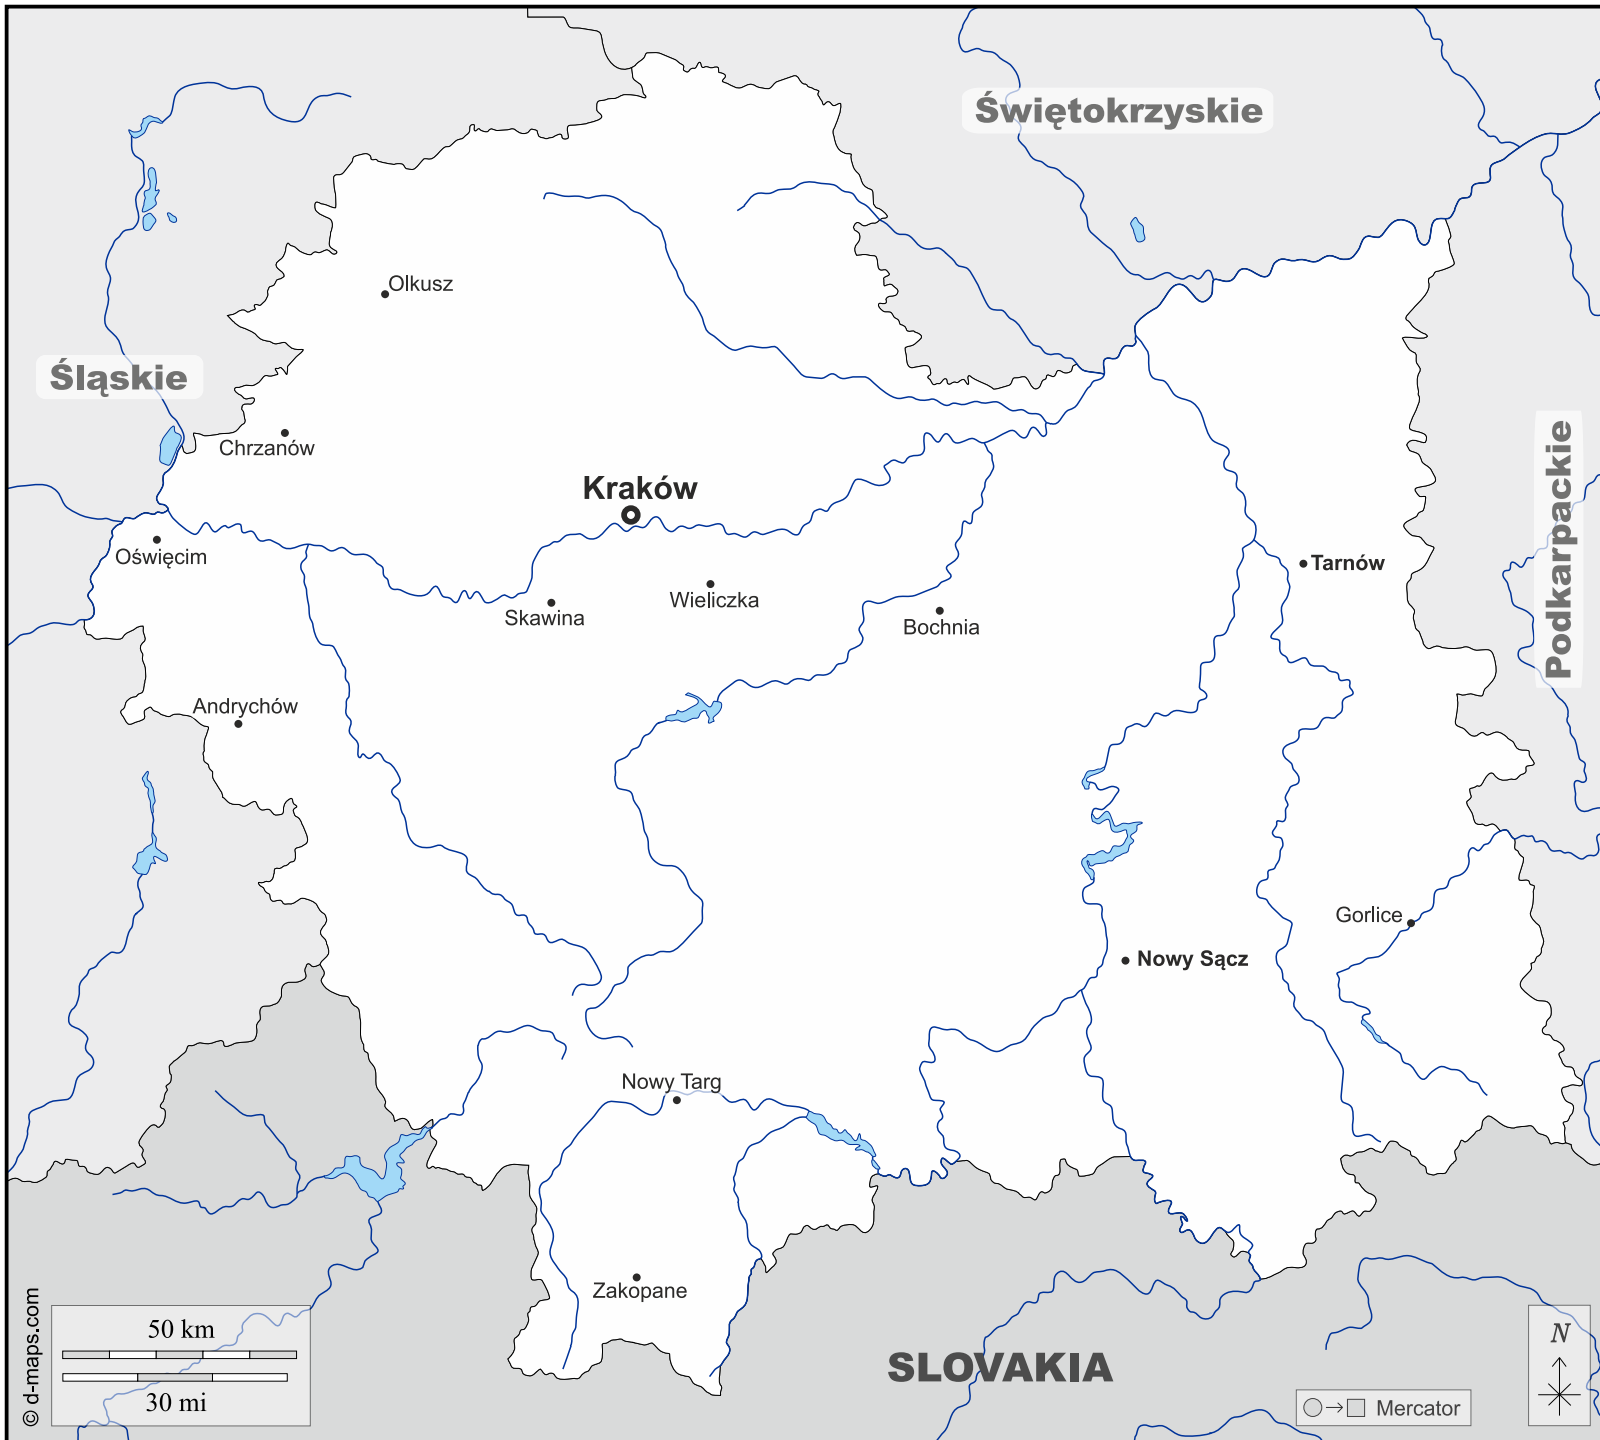 Świętokrzyskie
Olkusz
Śląskie
Chrzanów
Kraków
Podkarpackie
Oświęcim
Tarnów
Wieliczka
Skawina
Bochnia
Andrychów
Gorlice
Nowy Sącz
Nowy Targ
Zakopane
SLOVAKIA
50 km
30 mi
© d-maps.com
N
Mercator